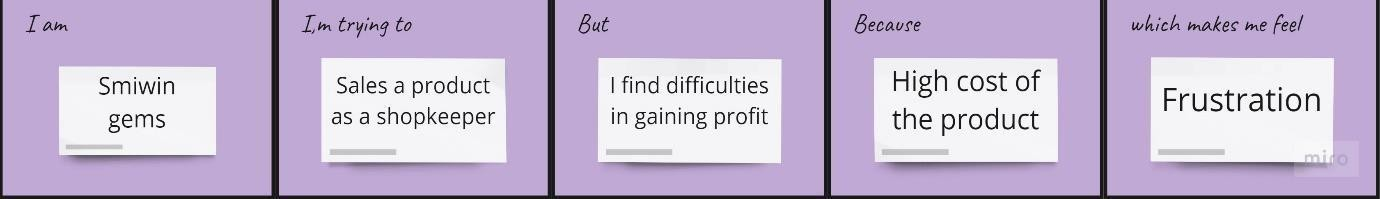 I am
Smiwin
gems
I,m trying to
Sales a product
as a shopkeeper
But
I find difficulties
in gaining profit
Because
High cost of
the product
which makes me feel
Frustration
miro